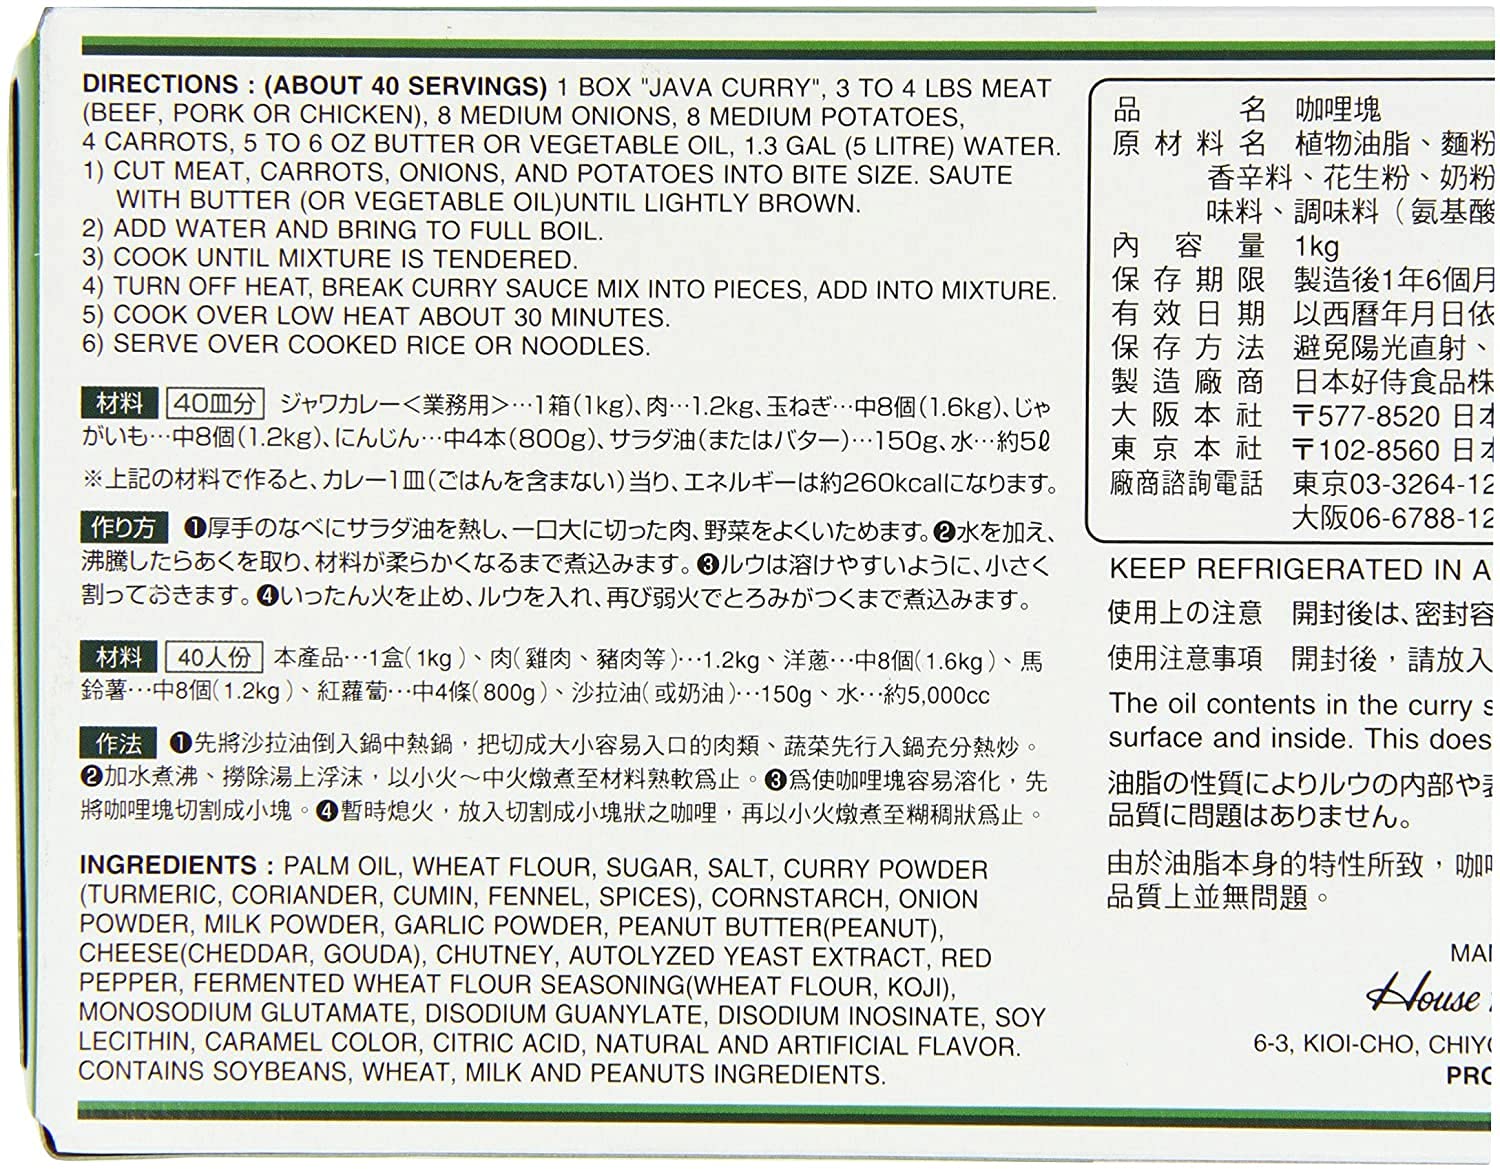 DIRECTIONS : (ABOUT 40 SERVINGS) 1 BOX "JAVA CURRY", 3 TO 4 LBS MEAT
(BEEF, PORK OR CHICKEN), 8 MEDIUM ONIONS, 8 MEDIUM POTATOES,
4 CARROTS, 5 TO 6 OZ BUTTER OR VEGETABLE OIL, 1.3 GAL (5 LITRE) WATER.
1) CUT MEAT, CARROTS, ONIONS, AND POTATOES INTO BITE SIZE. SAUTE
WITH BUTTER (OR VEGETABLE OIL)UNTIL LIGHTLY BROWN.
2) ADD WATER AND BRING TO FULL BOIL.
3) COOK UNTIL MIXTURE IS TENDERED.
4) TURN OFF HEAT, BREAK CURRY SAUCE MIX INTO PIECES, ADD INTO MIXTURE.
5) COOK OVER LOW HEAT ABOUT 30 MINUTES.
6) SERVE OVER COOKED RICE OR NOODLES.
材料 40皿分 ジャワカレー<業務用>…1箱(1kg)、肉…1.2kg、玉ねぎ…中8個(1.6kg)、じゃ
がいも…中8個(1.2kg)、にんじん…中4本(800g)、サラダ油(またはバター)…150g、水…約5ℓ
※上記の材料で作ると、カレー1皿(ごはんを含まない)当り、エネルギーは約260kcalになります。
作り方 ❶厚手のなべにサラダ油を熱し、一口大に切った肉、野菜をよくいためます。❷水を加え、
沸騰したらあくを取り、材料が柔らかくなるまで煮込みます。❸ルウは溶けやすいように、小さく
割っておきます。❹いったん火を止め、ルウを入れ、再び弱火でとろみがつくまで煮込みます。
材料 40人份 本產品…1盒(1kg)、肉(雞肉、豬肉等)…1.2kg、洋蔥…中8個(1.6kg)、馬
鈴薯…中8個(1.2kg)、紅蘿蔔…中4條(800g)、沙拉油(或奶油)…150g、水…約5,000cc
作法 ❶先將沙拉油倒入鍋中熱鍋，把切成大小容易入口的肉類、蔬菜先行入鍋充分熱炒。
❷加水煮沸、撈除湯上浮沫，以小火～中火燉煮至材料熟軟爲止。❸爲使咖哩塊容易溶化，先
將咖哩塊切割成小塊。❹暫時熄火，放入切割成小塊狀之咖哩，再以小火燉煮至糊稠狀爲止。
INGREDIENTS : PALM OIL, WHEAT FLOUR, SUGAR, SALT, CURRY POWDER
(TURMERIC, CORIANDER, CUMIN, FENNEL, SPICES), CORNSTARCH, ONION
POWDER, MILK POWDER, GARLIC POWDER, PEANUT BUTTER(PEANUT),
CHEESE(CHEDDAR, GOUDA), CHUTNEY, AUTOLYZED YEAST EXTRACT, RED
PEPPER, FERMENTED WHEAT FLOUR SEASONING(WHEAT FLOUR, KOJI),
MONOSODIUM GLUTAMATE, DISODIUM GUANYLATE, DISODIUM INOSINATE, SOY
LECITHIN, CARAMEL COLOR, CITRIC ACID, NATURAL AND ARTIFICIAL FLAVOR.
CONTAINS SOYBEANS, WHEAT, MILK AND PEANUTS INGREDIENTS.
品名 咖哩塊
原材料名 植物油脂、麵粉
香辛料、花生粉、奶粉
味料、調味料(氨基酸
內容量 1kg
保存期限 製造後1年6個月
有效日期 以西曆年月日依
保存方法 避免陽光直射、
製造廠商 日本好侍食品株
大阪本社 〒577-8520 日本
東京本社 〒102-8560 日本
廠商諮詢電話 東京03-3264-12
大阪06-6788-12
KEEP REFRIGERATED IN A
使用上の注意 開封後は、密封容
使用注意事項 開封後，請放入
The oil contents in the curry s
surface and inside. This does
油脂の性質によりルウの内部や表
品質に問題はありません。
由於油脂本身的特性所致，咖哩
品質上並無問題。
MAN
House
6-3, KIOI-CHO, CHIYO
PRO